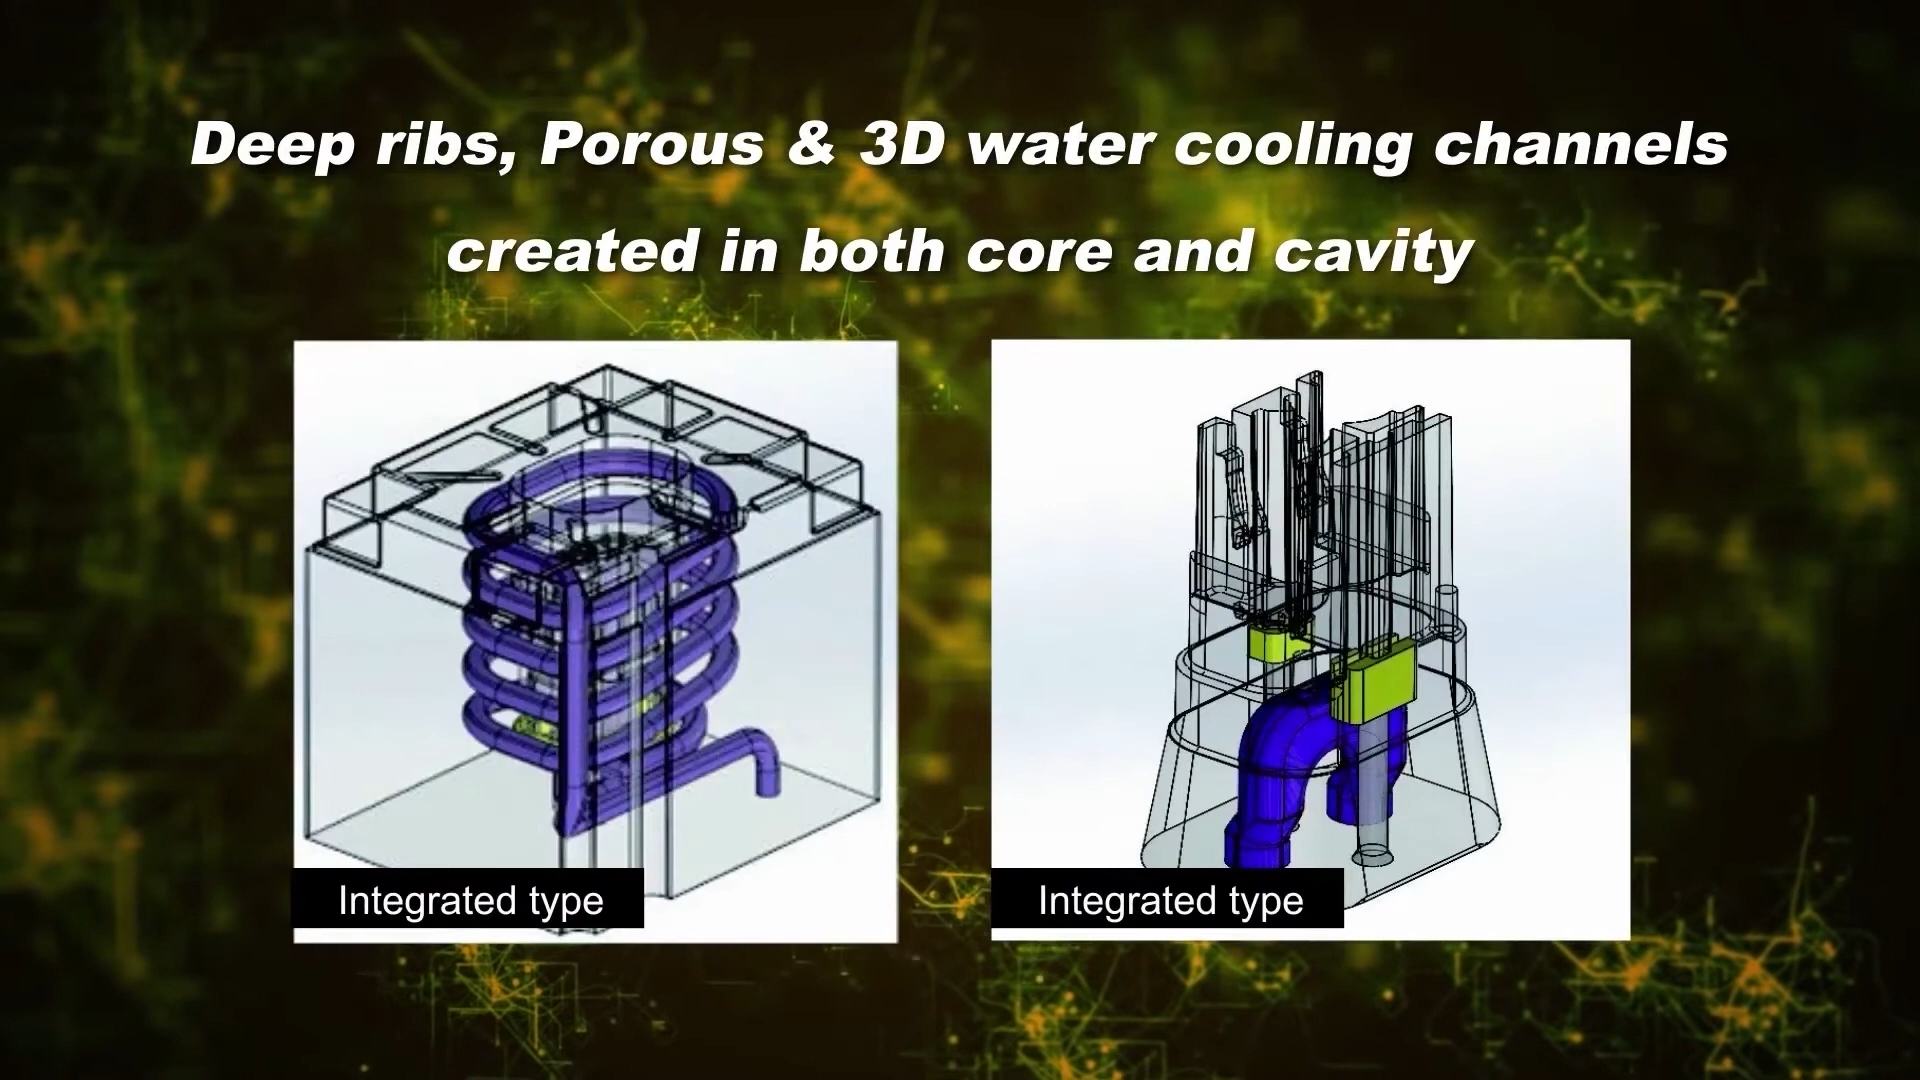 Deep ribs, Porous & 3D water cooling channels
created in both core and cavity
Integrated type
Integrated type